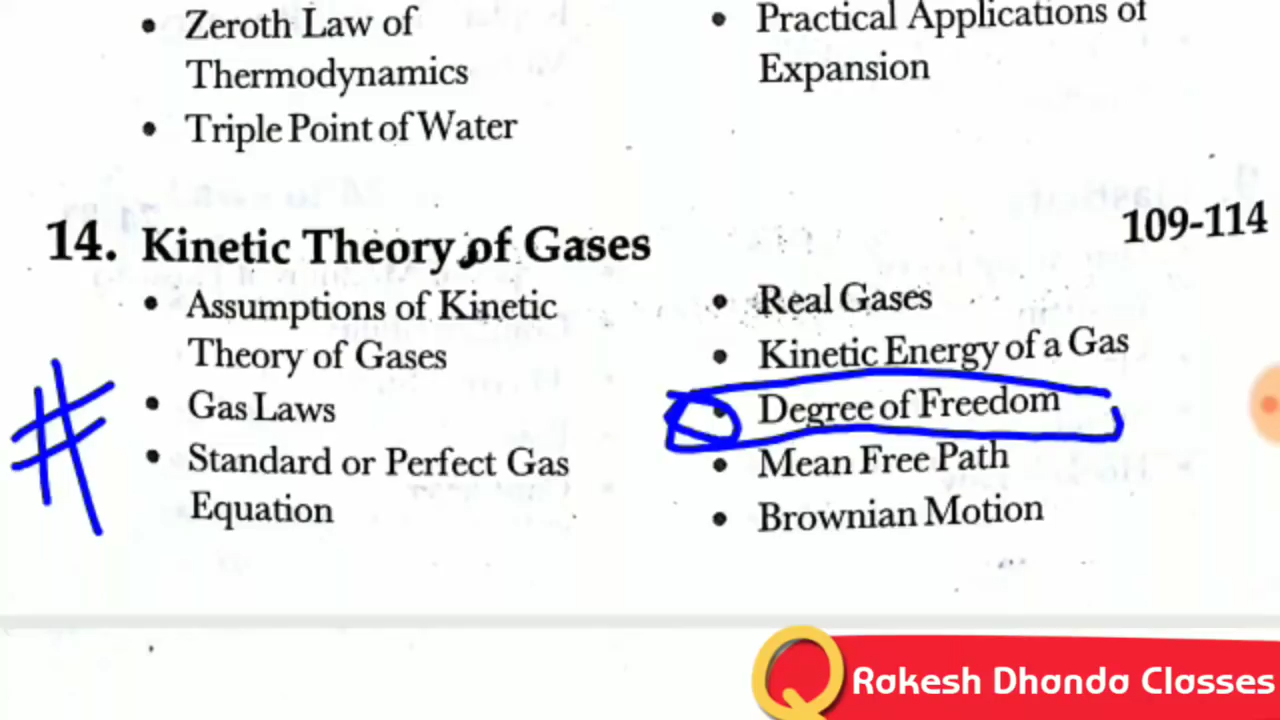 • Zeroth Law of
Thermodynamics
• Triple Point of Water
• Practical Applications of
Expansion
14. Kinetic Theory of Gases 109-114
• Assumptions of Kinetic
Theory of Gases
• Gas Laws
• Standard or Perfect Gas
Equation
• Real Gases
• Kinetic Energy of a Gas
• Degree of Freedom
• Mean Free Path
• Brownian Motion
Rakesh Dhanda Classes